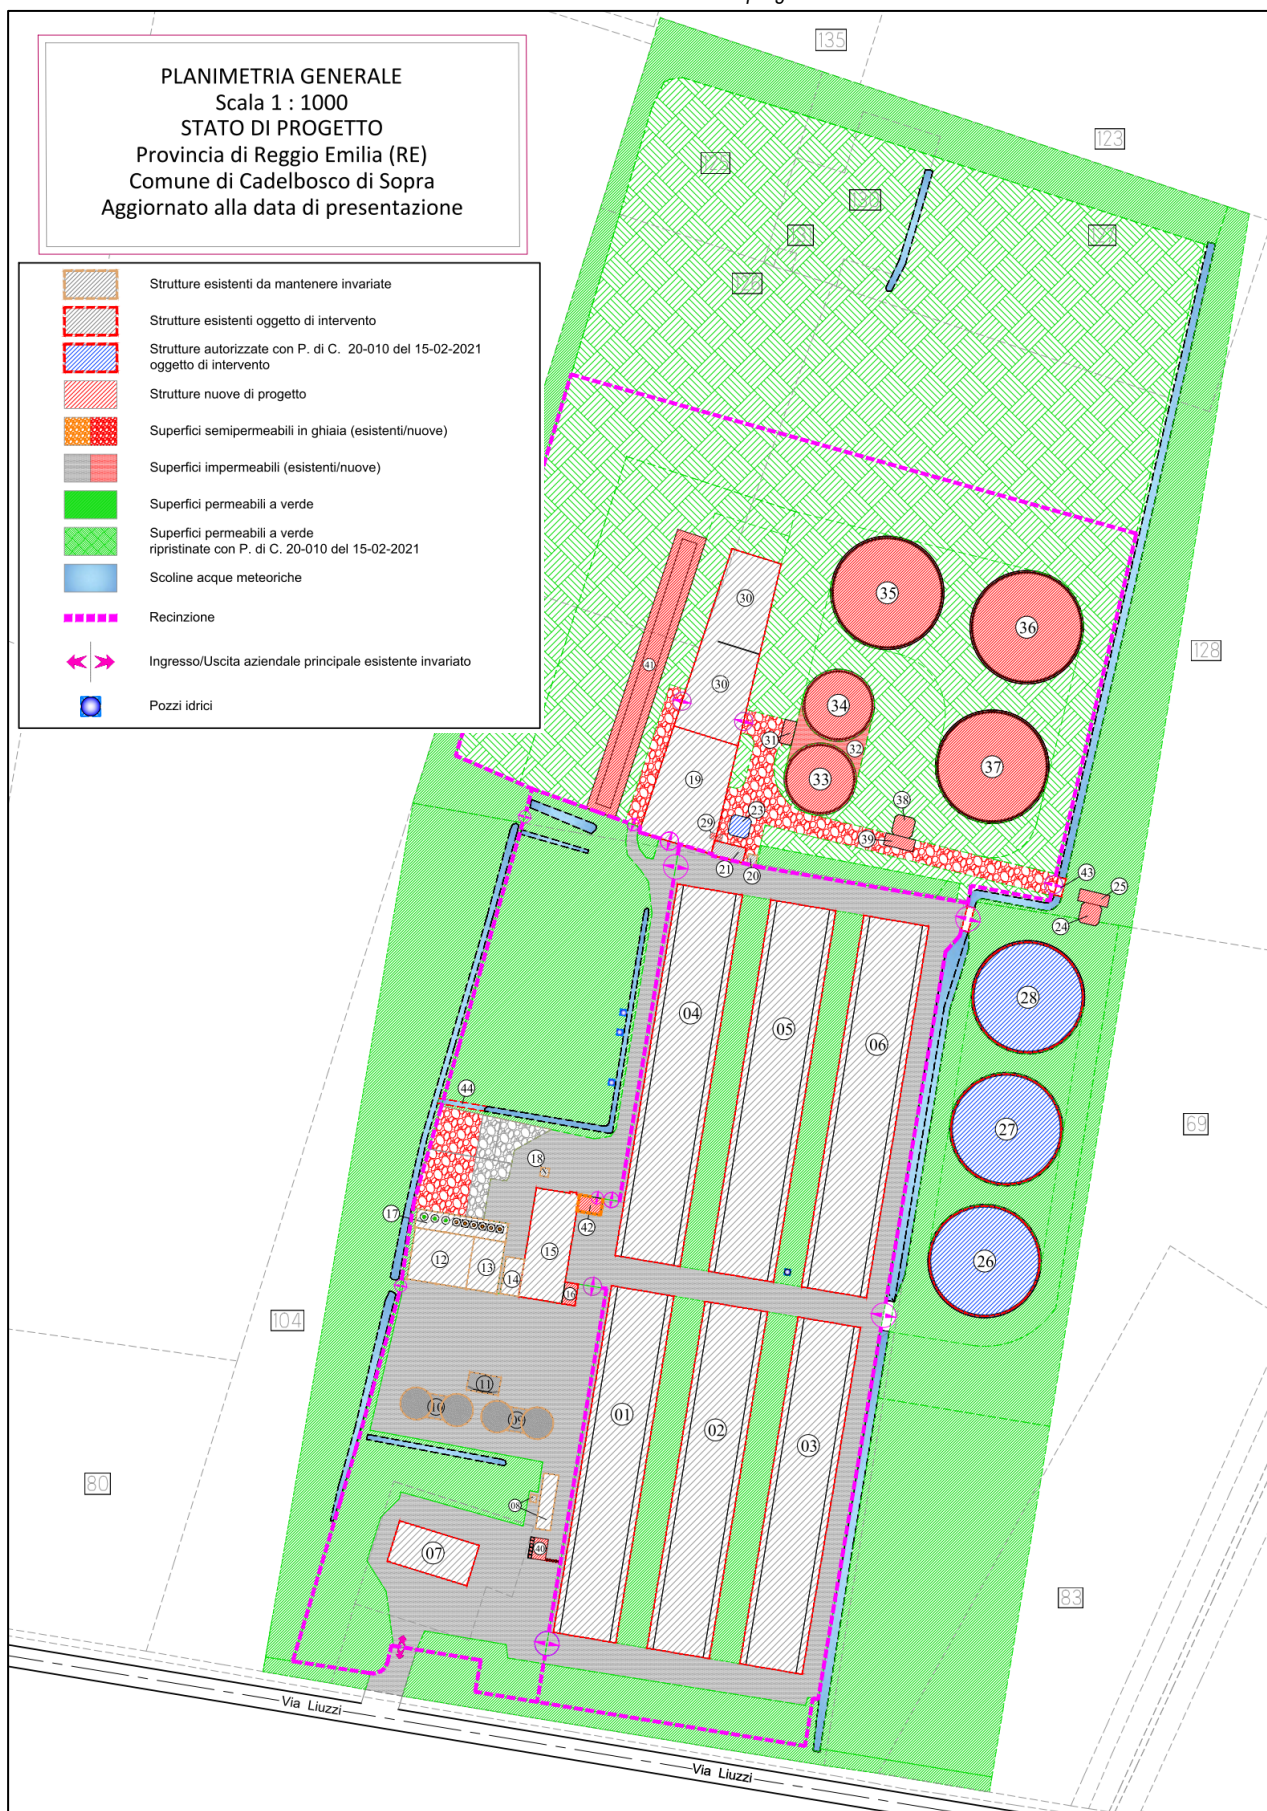 PLANIMETRIA GENERALE
Scala 1 : 1000
STATO DI PROGETTO
Provincia di Reggio Emilia (RE)
Comune di Cadelbosco di Sopra
Aggiornato alla data di presentazione
Strutture esistenti da mantenere invariate
Strutture esistenti oggetto di intervento
Strutture autorizzate con P. di C. 20-010 del 15-02-2021
oggetto di intervento
Strutture nuove di progetto
Superfici semipermeabili in ghiaia (esistenti/nuove)
Superfici impermeabili (esistenti/nuove)
Superfici permeabili a verde
Superfici permeabili a verde
ripristinate con P. di C. 20-010 del 15-02-2021
Scoline acque meteoriche
Recinzione
Ingresso/Uscita aziendale principale esistente invariato
Pozzi idrici
135
123
125
130
131
126
128
69
104
80
83
30
35
36
41
30
34
31
32
37
19
33
38
23
29
39
21
20
43
25
24
04
05
06
28
44
27
18
17
42
12
13
14
15
16
26
11
10
09
01
02
03
08
40
07
Via Liuzzi
Via Liuzzi